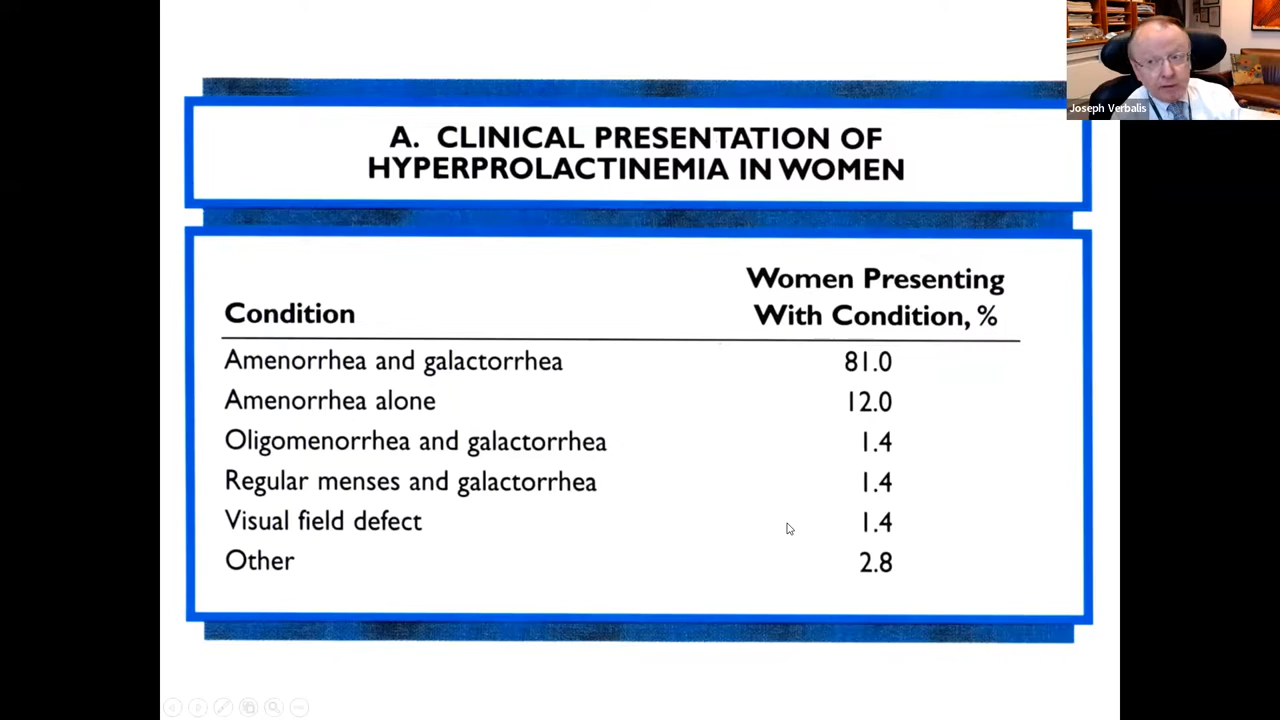 A. CLINICAL PRESENTATION OF
HYPERPROLACTINEMIA IN WOMEN
Joseph Verbalis
Women Presenting
Condition With Condition, %
Amenorrhea and galactorrhea 81.0
Amenorrhea alone 12.0
Oligomenorrhea and galactorrhea 1.4
Regular menses and galactorrhea 1.4
Visual field defect 1.4
Other 2.8